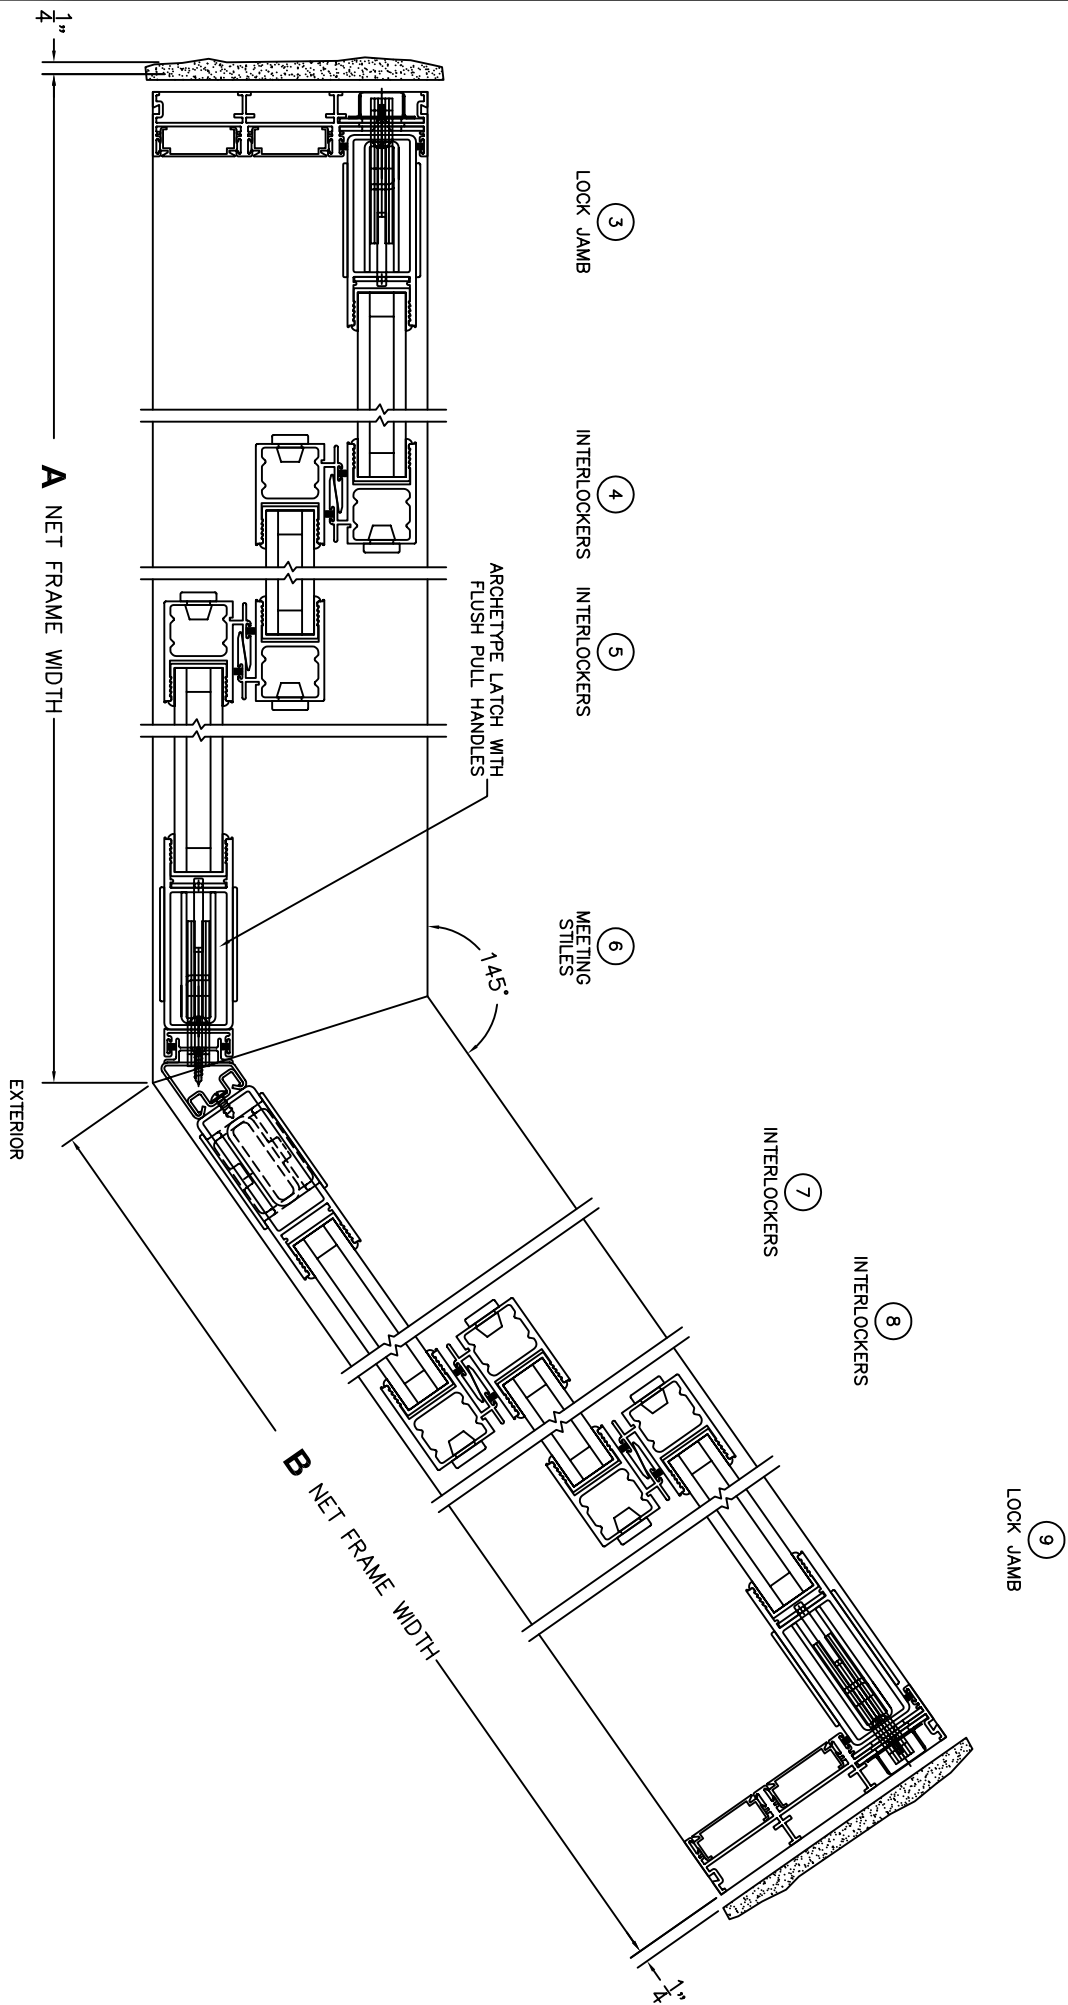 3
LOCK JAMB
4
INTERLOCKERS
5
INTERLOCKERS
6
MEETING
STILES
7
INTERLOCKERS
8
INTERLOCKERS
9
LOCK JAMB
ARCHETYPE LATCH WITH
FLUSH PULL HANDLES
145°
1/4"
A NET FRAME WIDTH
B NET FRAME WIDTH
1/4"
EXTERIOR